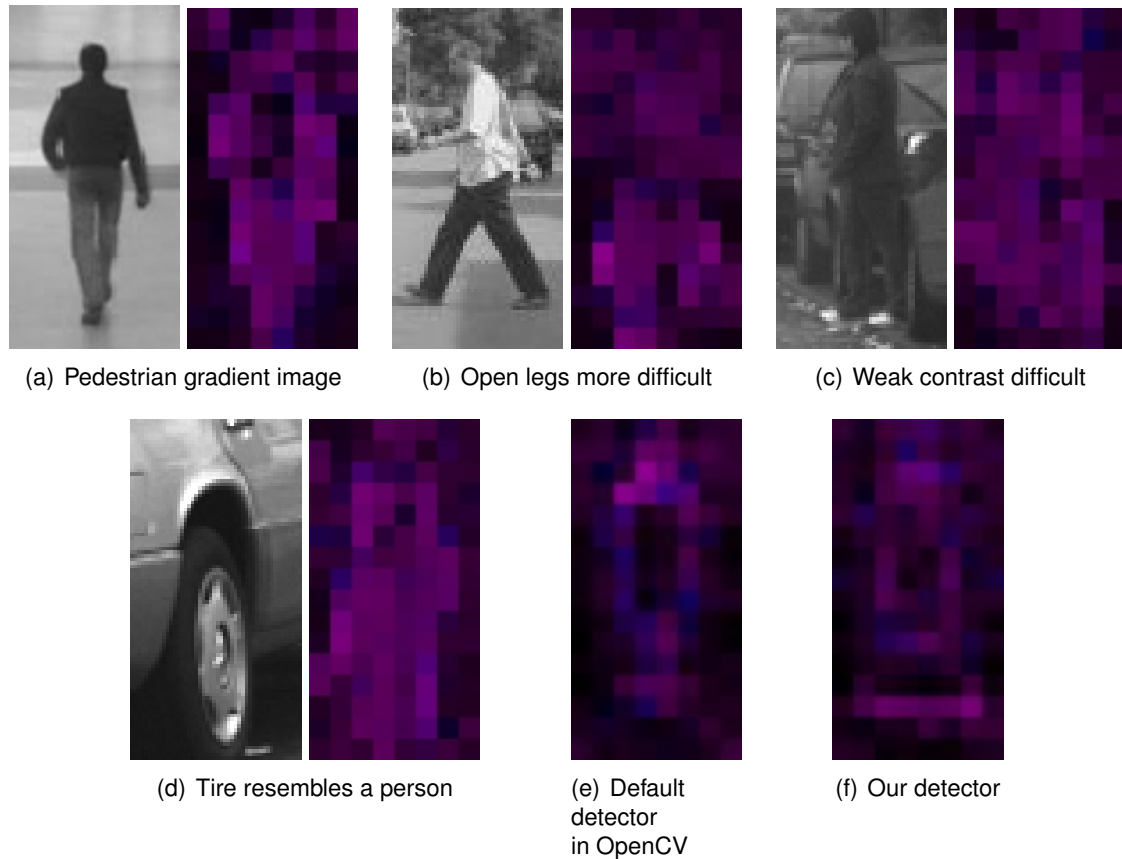 (a) Pedestrian gradient image
(b) Open legs more difficult
(c) Weak contrast difficult
(d) Tire resembles a person
(e) Default
detector
in OpenCV
(f) Our detector